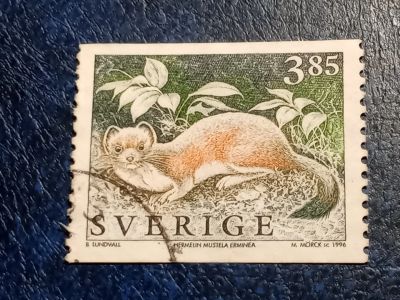 3.85
SVERIGE
B. LUNDVALL HERMELIN MUSTELA ERMINEA M. MÖRCK SC. 1996